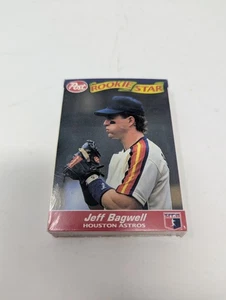 Post
ROOKIE STAR
Jeff Bagwell
HOUSTON ASTROS